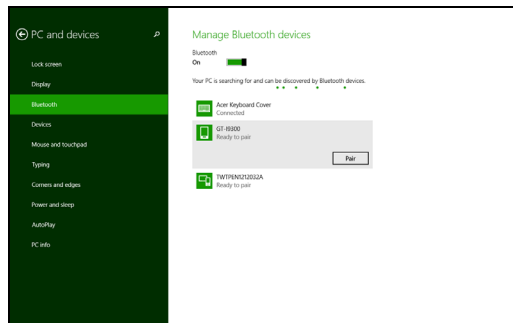 PC and devices
Lock screen
Display
Bluetooth
Devices
Mouse and touchpad
Typing
Corners and edges
Power and sleep
AutoPlay
PC info
Manage Bluetooth devices
Bluetooth
On
Your PC is searching for and can be discovered by Bluetooth devices.
Acer Keyboard Cover
Connected
GT-I9300
Ready to pair
Pair
TWTPEN1212032A
Ready to pair